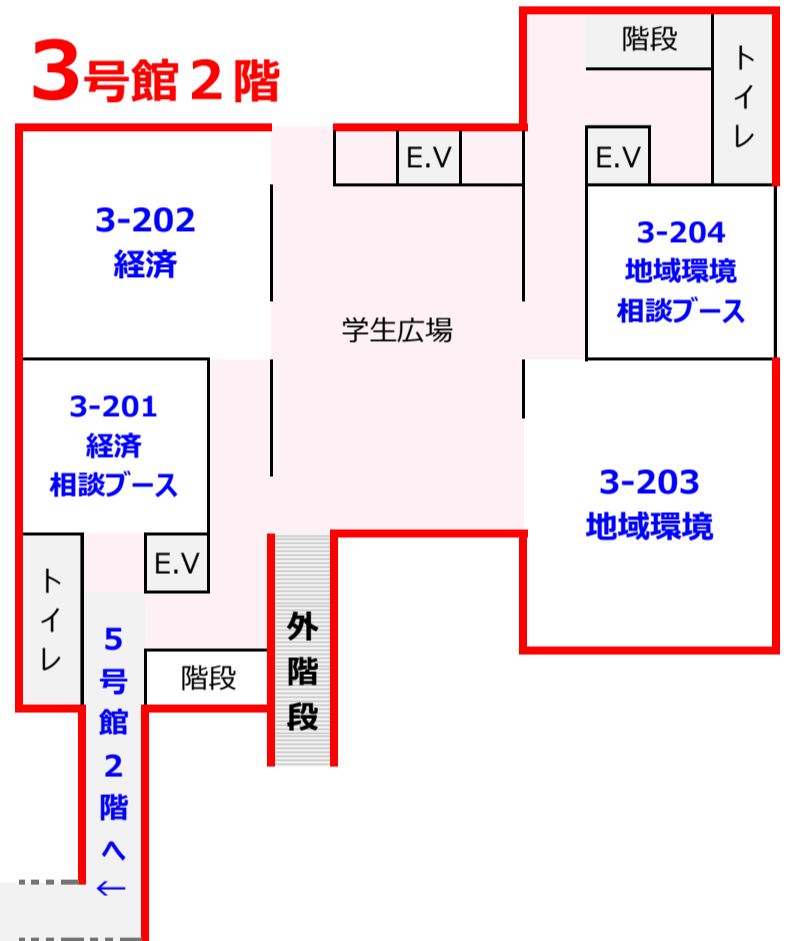 3号館２階
階段
トイレ
E.V
E.V
3-202
経済
3-204
地域環境
相談ブース
学生広場
3-201
経済
相談ブース
3-203
地域環境
E.V
トイレ
5号館2階へ←
階段
外階段